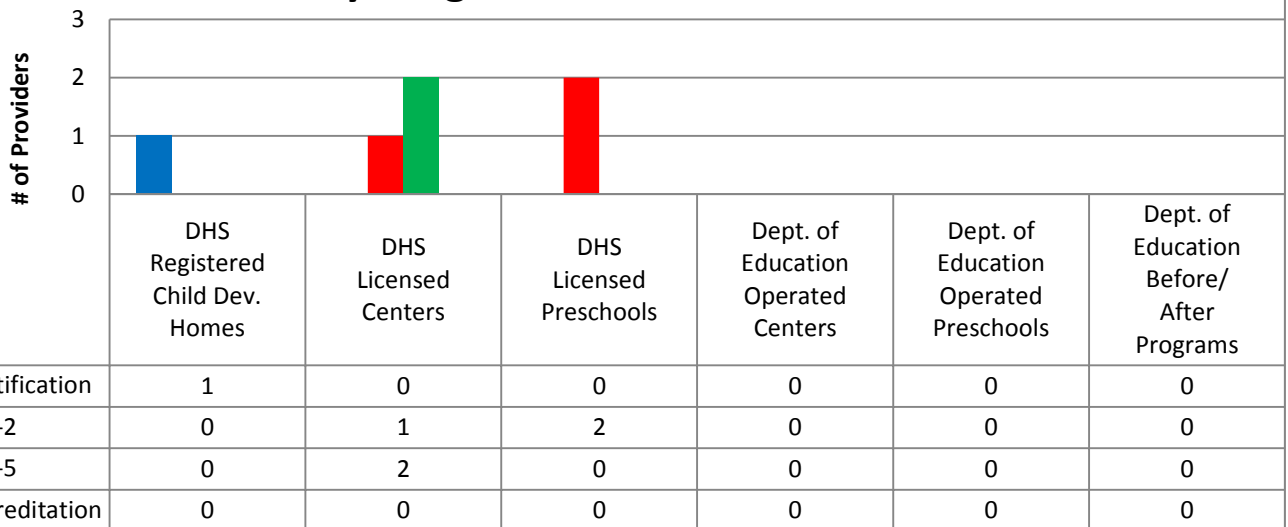 3
2
1
0
# of Providers
DHS Registered Child Dev. Homes
DHS Licensed Centers
DHS Licensed Preschools
Dept. of Education Operated Centers
Dept. of Education Operated Preschools
Dept. of Education Before/ After Programs
tification 1 0 0 0 0 0
-2 0 1 2 0 0 0
-5 0 2 0 0 0 0
reditation 0 0 0 0 0 0